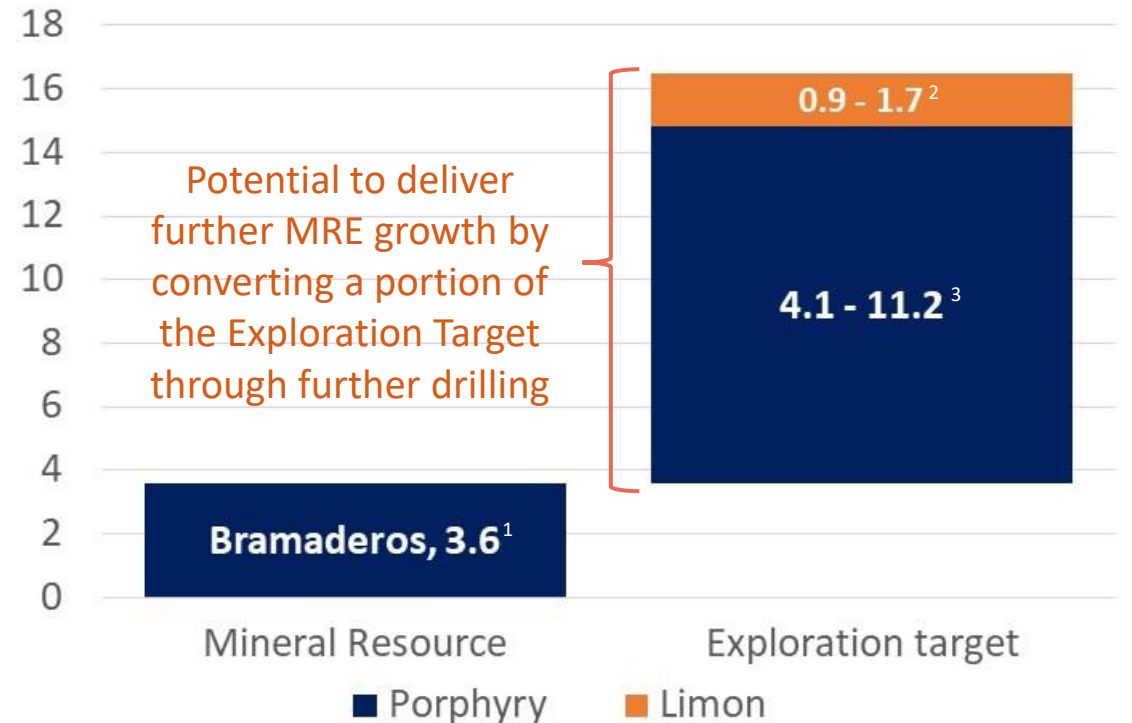 18
16
14
12
10
8
6
4
2
0
Potential to deliver
further MRE growth by
converting a portion of
the Exploration Target
through further drilling
0.9 - 1.7 2
4.1 - 11.2 3
Bramaderos, 3.6 1
Mineral Resource
Exploration target
Porphyry
Limon